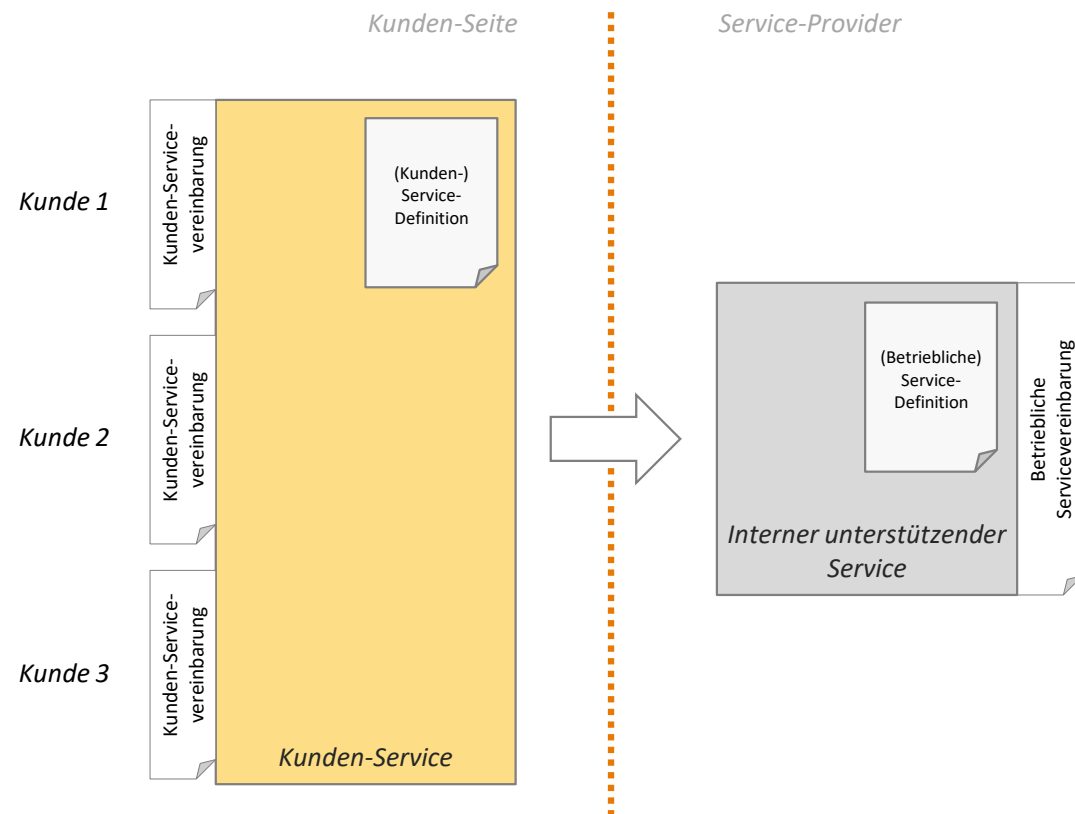 Kunden-Seite
Service-Provider
Kunde 1
Kunden-Service-
vereinbarung
(Kunden-)
Service-
Definition
Kunde 2
Kunden-Service-
vereinbarung
Kunde 3
Kunden-Service-
vereinbarung
Kunden-Service
(Betriebliche)
Service-
Definition
Interner unterstützender
Service
Betriebliche
Servicevereinbarung